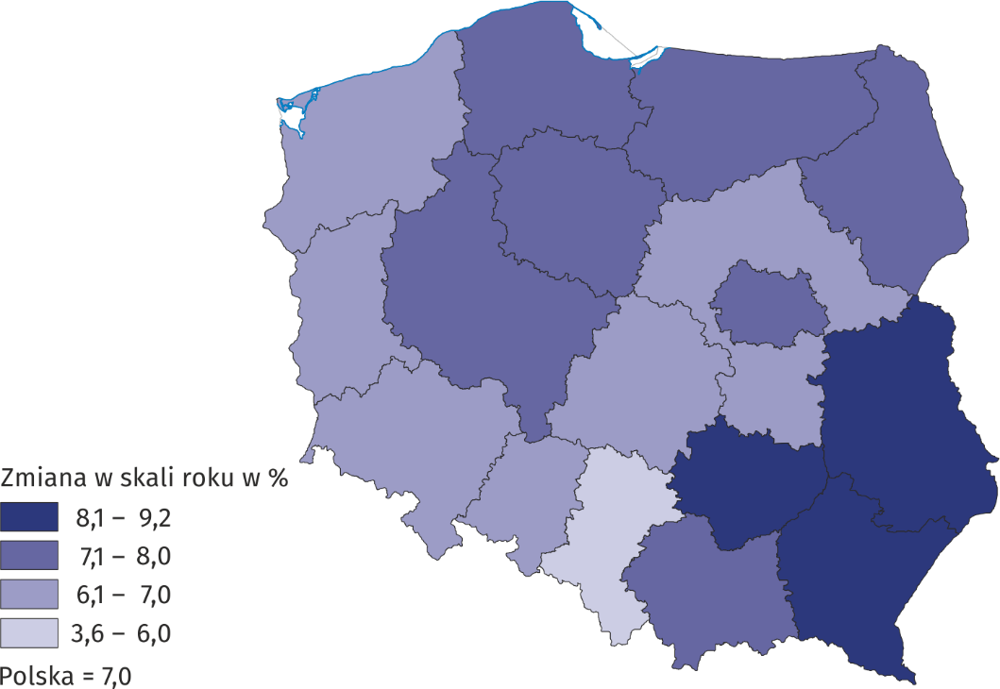 Zmiana w skali roku w %
8,1 – 9,2
7,1 – 8,0
6,1 – 7,0
3,6 – 6,0
Polska = 7,0